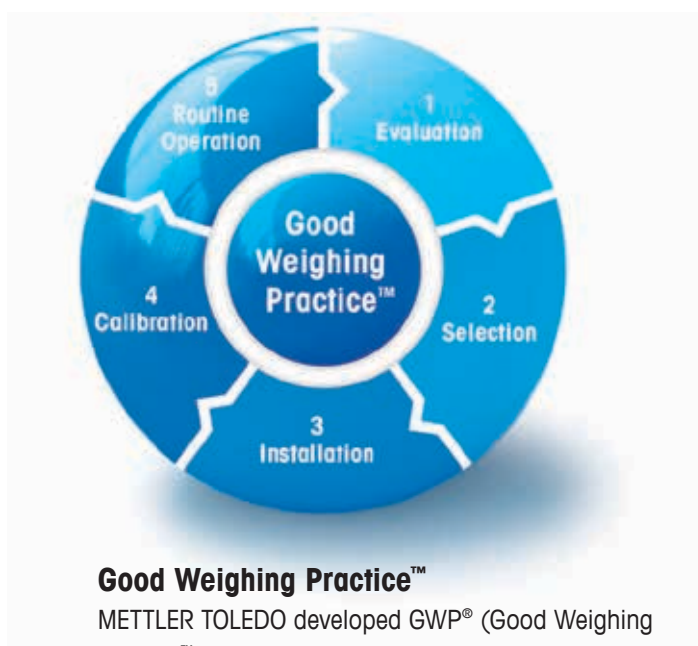 1
Evaluation
2
Selection
3
Installation
4
Calibration
5
Routine
Operation
Good
Weighing
Practice™
Good Weighing Practice™
METTLER TOLEDO developed GWP® (Good Weighing